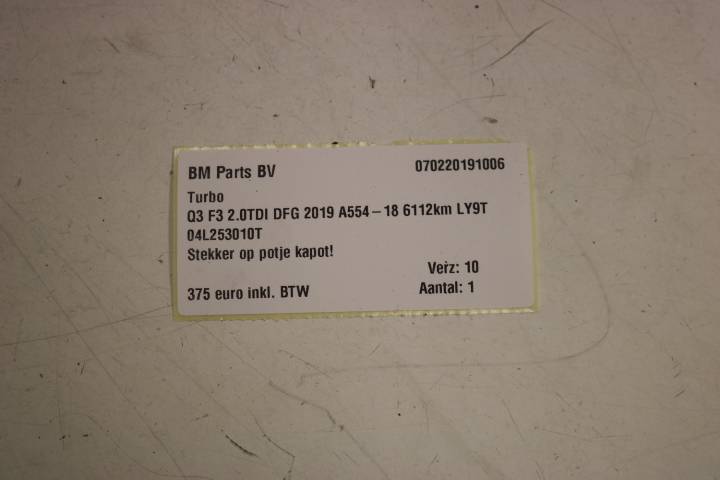 BM Parts BV 070220191006
Turbo
Q3 F3 2.0TDI DFG 2019 A554-18 6112km LY9T
04L253010T
Stekker op potje kapot!
Verz: 10
375 euro inkl. BTW Aantal: 1